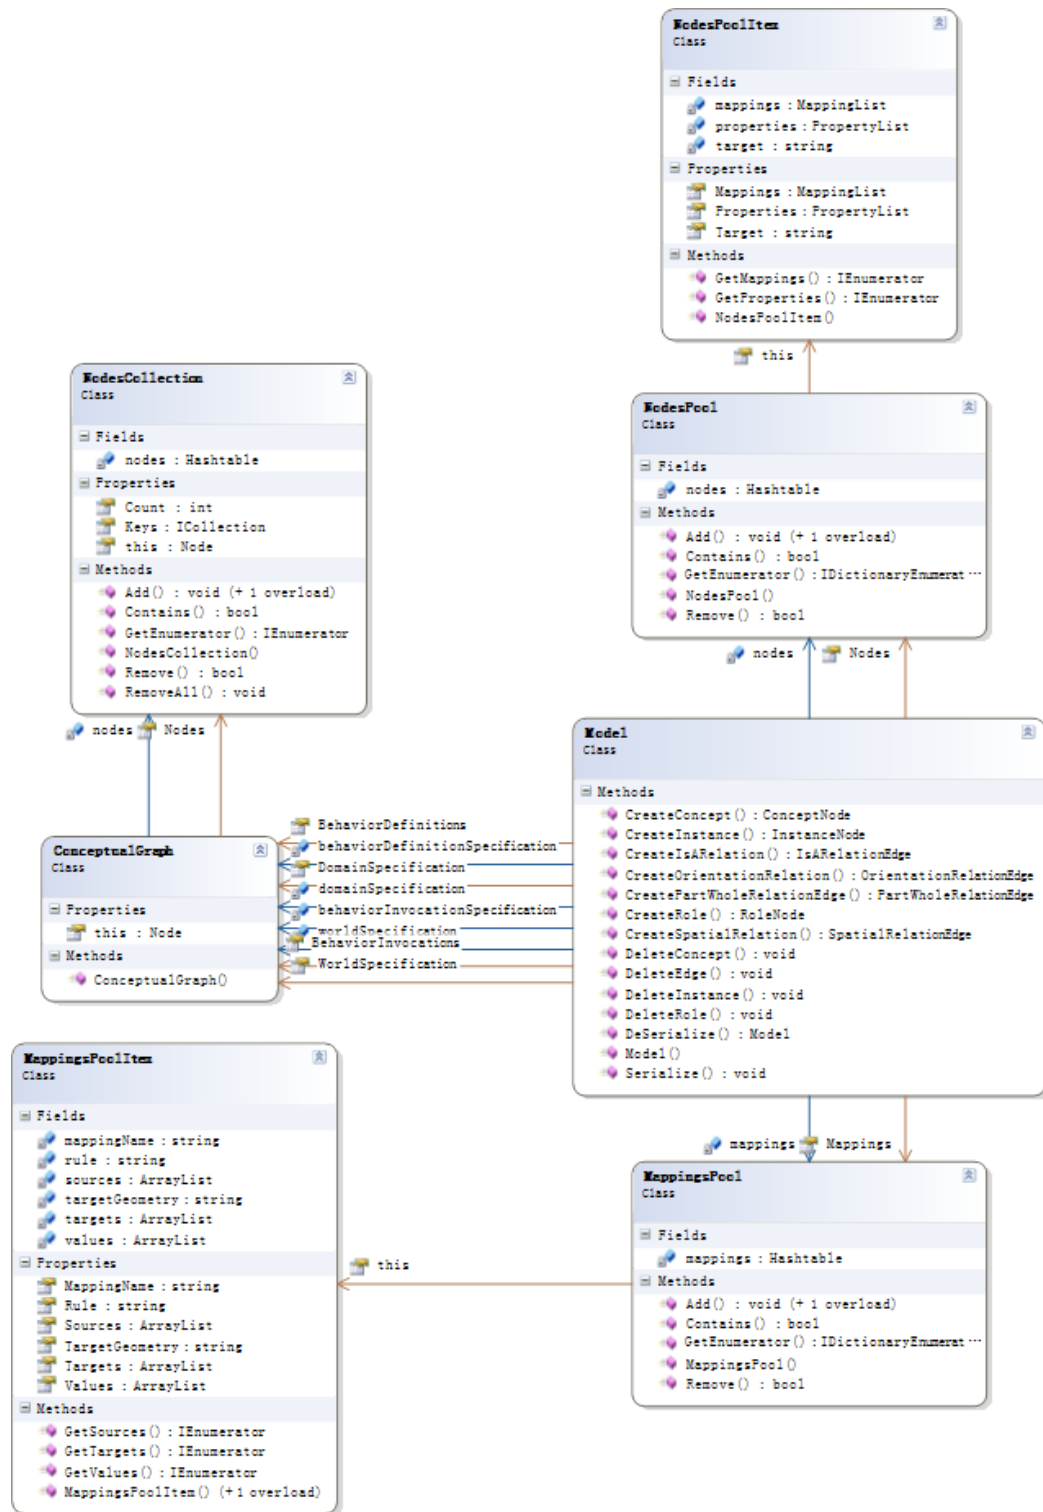 NodesPoolItem
Class
Fields
mappings : MappingList
properties : PropertyList
target : string
Properties
Mappings : MappingList
Properties : PropertyList
Target : string
Methods
GetMappings() : IEnumerator
GetProperties() : IEnumerator
NodesPoolItem()
this
NodesCollection
Class
Fields
nodes : Hashtable
Properties
Count : int
Keys : ICollection
this : Node
Methods
Add() : void (+ 1 overload)
Contains() : bool
GetEnumerator() : IEnumerator
NodesCollection()
Remove() : bool
RemoveAll() : void
nodes
Nodes
NodesPool
Class
Fields
nodes : Hashtable
Methods
Add() : void (+ 1 overload)
Contains() : bool
GetEnumerator() : IDictionaryEnumerat ...
NodesPool()
Remove() : bool
nodes
Nodes
Model
Class
Methods
CreateConcept() : ConceptNode
CreateInstance() : InstanceNode
CreateIsARelation() : IsARelationEdge
CreateOrientationRelation() : OrientationRelationEdge
CreatePartWholeRelationEdge() : PartWholeRelationEdge
CreateRole() : RoleNode
CreateSpatialRelation() : SpatialRelationEdge
DeleteConcept() : void
DeleteEdge() : void
DeleteInstance() : void
DeleteRole() : void
DeSerialize() : Model
Model()
Serialize() : void
BehaviorDefinitions
behaviorDefinitionSpecification
DomainSpecification
domainSpecification
behaviorInvocationSpecification
worldSpecification
BehaviorInvocations
WorldSpecification
ConceptualGraph
Class
Properties
this : Node
Methods
ConceptualGraph()
MappingsPoolItem
Class
Fields
mappingName : string
rule : string
sources : ArrayList
targetGeometry : string
targets : ArrayList
values : ArrayList
Properties
MappingName : string
Rule : string
Sources : ArrayList
TargetGeometry : string
Targets : ArrayList
Values : ArrayList
Methods
GetSources() : IEnumerator
GetTargets() : IEnumerator
GetValues() : IEnumerator
MappingsPoolItem() (+ 1 overload)
this
mappings
Mappings
MappingsPool
Class
Fields
mappings : Hashtable
Methods
Add() : void (+ 1 overload)
Contains() : bool
GetEnumerator() : IDictionaryEnumerat ...
MappingsPool()
Remove() : bool